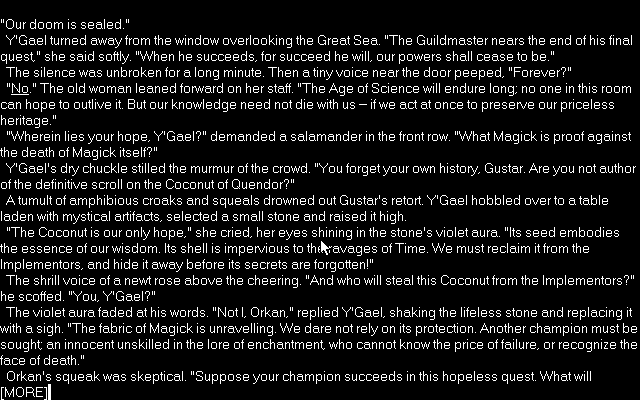 "Our doom is sealed."
Y'Gael turned away from the window overlooking the Great Sea. "The Guildmaster nears the end of his final
quest," she said softly. "When he succeeds, for succeed he will, our powers shall cease to be."
The silence was unbroken for a long minute. Then a tiny voice near the door peeped, "Forever?"
"No." The old woman leaned forward on her staff. "The Age of Science will endure long; no one in this room
can hope to outlive it. But our knowledge need not die with us — if we act at once to preserve our priceless
heritage."
"Wherein lies your hope, Y'Gael?" demanded a salamander in the front row. "What Magick is proof against
the death of Magick itself?"
Y'Gael's dry chuckle stilled the murmur of the crowd. "You forget your own history, Gustar. Are you not author
of the definitive scroll on the Coconut of Quendor?"
A tumult of amphibious croaks and squeals drowned out Gustar's retort. Y'Gael hobbled over to a table
laden with mystical artifacts, selected a small stone and raised it high.
"The Coconut is our only hope," she cried, her eyes shining in the stone's violet aura. "Its seed embodies
the essence of our wisdom. Its shell is impervious to the ravages of Time. We must reclaim it from the
Implementors, and hide it away before its secrets are forgotten!"
The shrill voice of a newt rose above the cheering. "And who will steal this Coconut from the Implementors?"
he scoffed. "You, Y'Gael?"
The violet aura faded at his words. "Not I, Orkan," replied Y'Gael, shaking the lifeless stone and replacing it
with a sigh. "The fabric of Magick is unravelling. We dare not rely on its protection. Another champion must be
sought; an innocent unskilled in the lore of enchantment, who cannot know the price of failure, or recognize the
face of death."
Orkan's squeak was skeptical. "Suppose your champion succeeds in this hopeless quest. What will
[MORE]